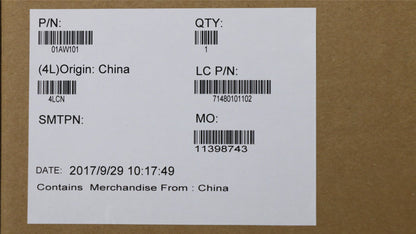 P/N: QTY:
01AW101 1
(4L)Origin: China LC P/N:
4LCN 71480101102
SMTPN: MO:
11398743
DATE: 2017/9/29 10:17:49
Contains Merchandise From : China